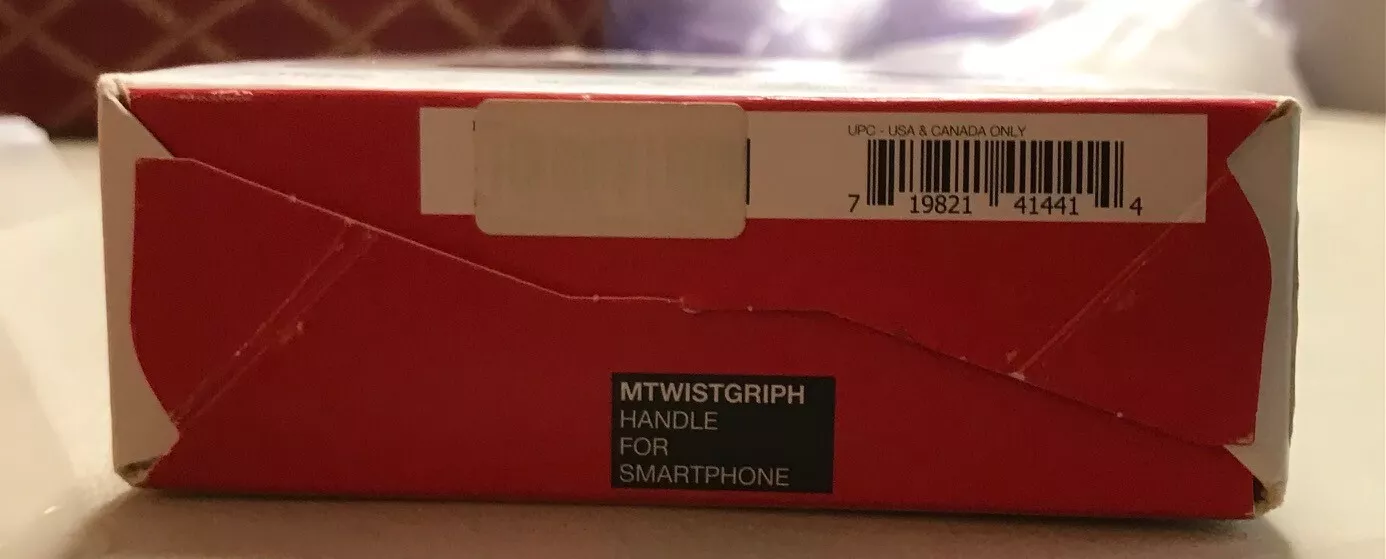 UPC - USA & CANADA ONLY
7 19821 41441 4
MTWISTGRIPH
HANDLE
FOR
SMARTPHONE